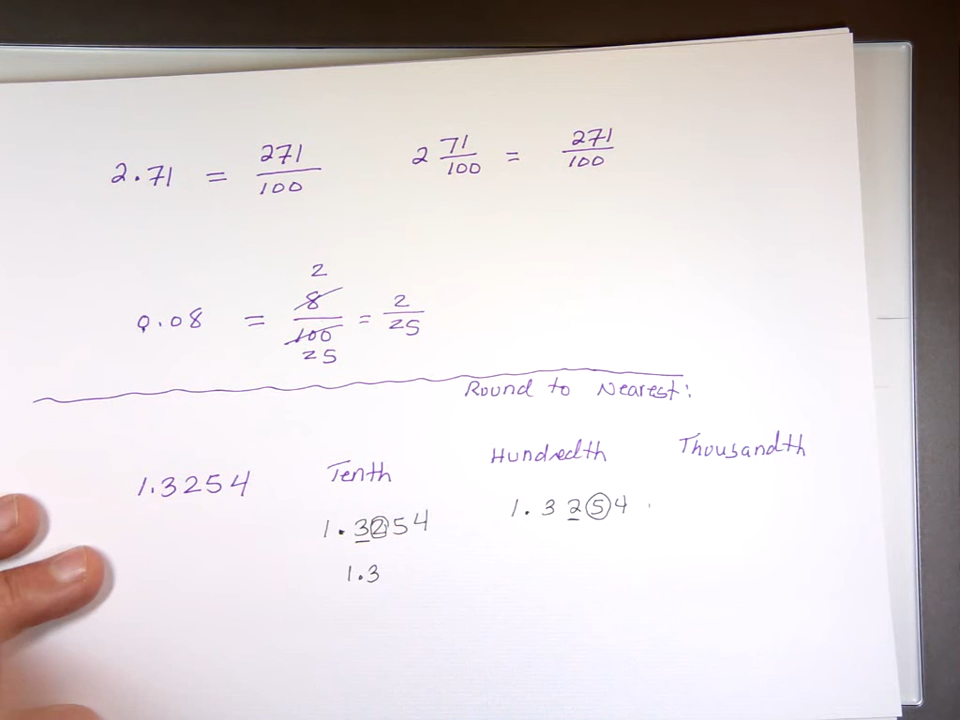 2.71 = 271/100    2 71/100 = 271/100
2
0.08 = 8/100 = 2/25
25
Round to Nearest:
1.3254    Tenth    Hundredth    Thousandth
1.3254    1.3254
1.3